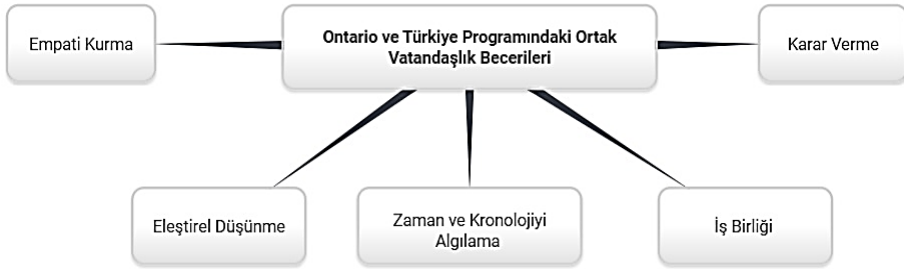 Empati Kurma
Ontario ve Türkiye Programındaki Ortak
Vatandaşlık Becerileri
Karar Verme
Eleştirel Düşünme
Zaman ve Kronolojiyi
Algılama
İş Birliği